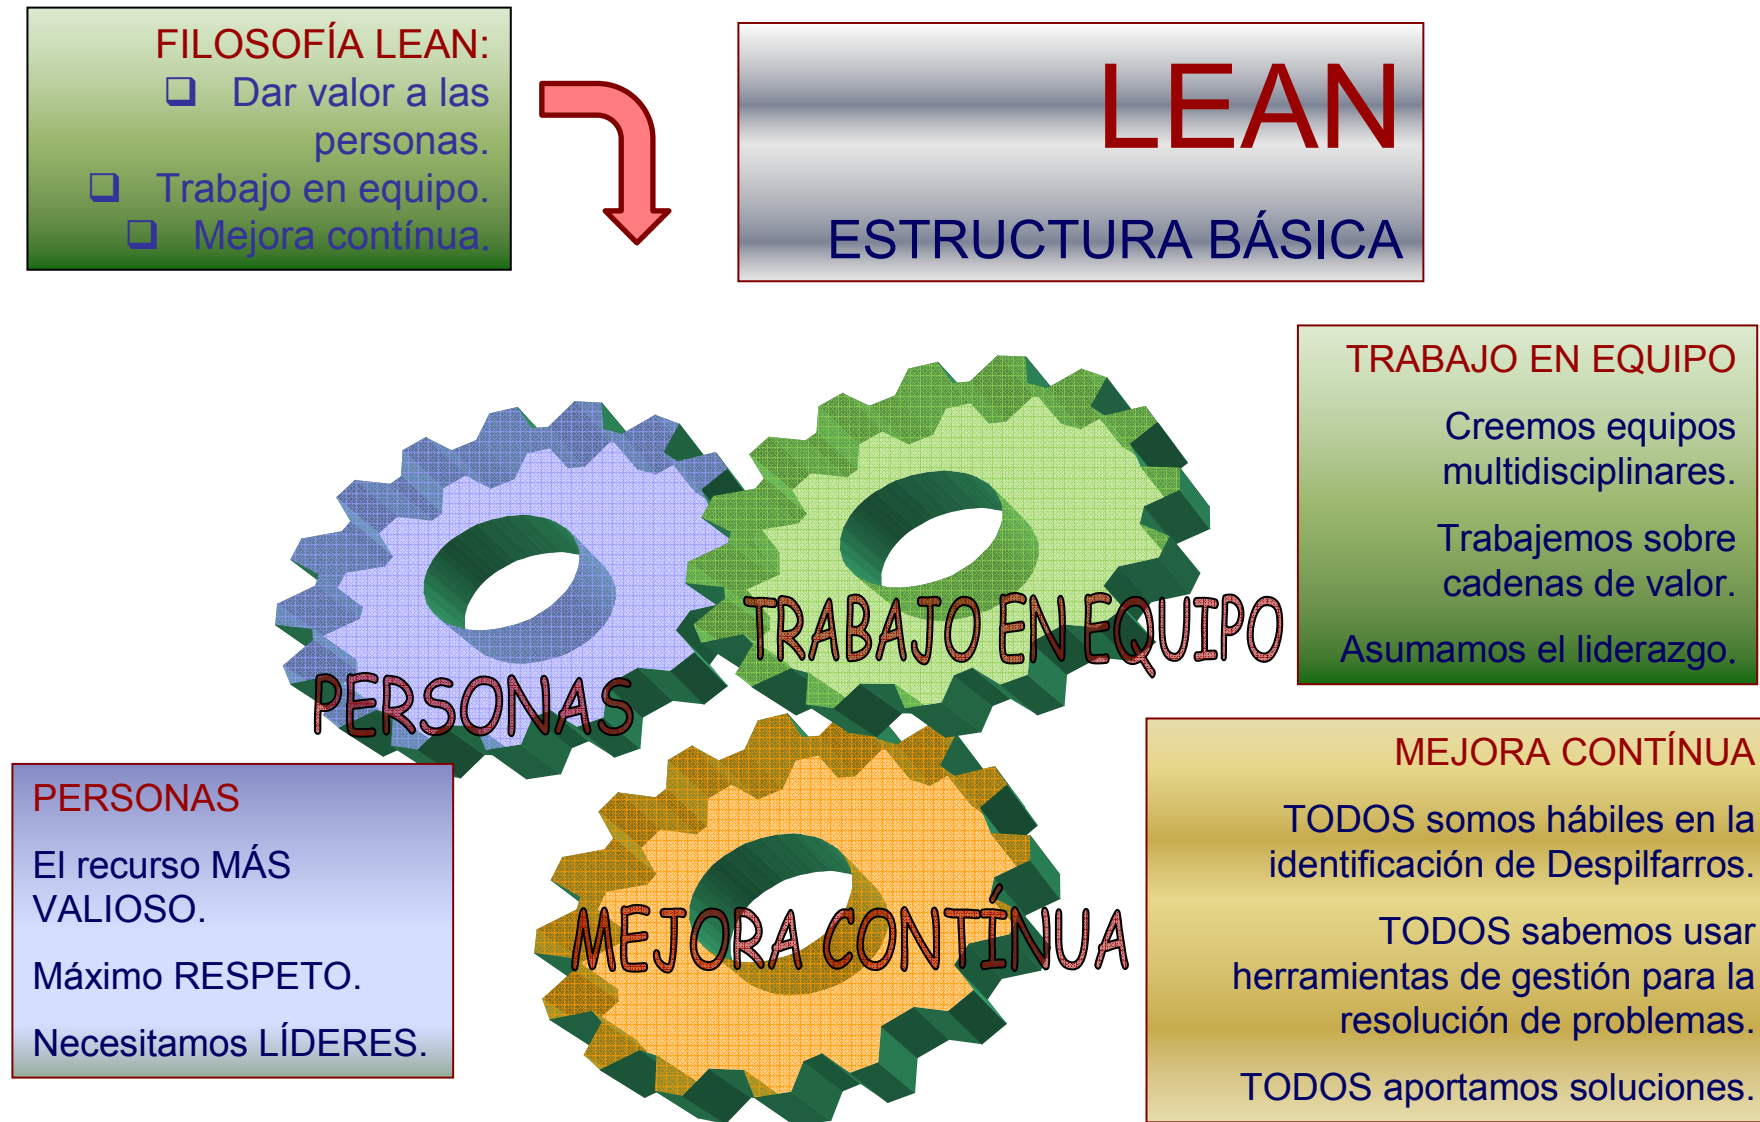 FILOSOFÍA LEAN:
❑ Dar valor a las
personas.
❑ Trabajo en equipo.
❑ Mejora contínua.
LEAN
ESTRUCTURA BÁSICA
TRABAJO EN EQUIPO
Creemos equipos
multidisciplinares.
Trabajemos sobre
cadenas de valor.
Asumamos el liderazgo.
TRABAJO EN EQUIPO
PERSONAS
MEJORA CONTÍNUA
PERSONAS
El recurso MÁS
VALIOSO.
Máximo RESPETO.
Necesitamos LÍDERES.
MEJORA CONTÍNUA
TODOS somos hábiles en la
identificación de Despilfarros.
TODOS sabemos usar
herramientas de gestión para la
resolución de problemas.
TODOS aportamos soluciones.